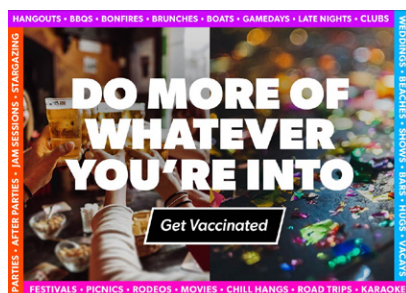 HANGOUTS • BBQS • BONFIRES • BRUNCHES • BOATS • GAMEDAYS • LATE NIGHTS • CLUBS
WEDDINGS • BEACHES • SHOWS • BARS • HUGS • VACAYS
PARTIES • AFTER PARTIES • JAM SESSIONS • STARGAZING
DO MORE OF
WHATEVER
YOU'RE INTO
Get Vaccinated
FESTIVALS • PICNICS • RODEOS • MOVIES • CHILL HANGS • ROAD TRIPS • KARAOKE